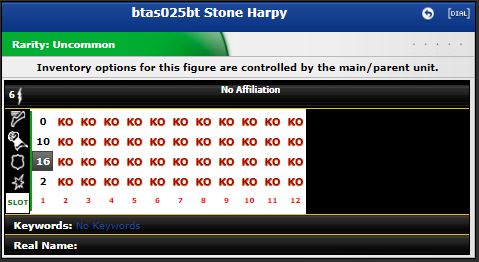 btas025bt Stone Harpy
[DIAL]
Rarity: Uncommon
Inventory options for this figure are controlled by the main/parent unit.
6 No Affiliation
0 KO KO KO KO KO KO KO KO KO KO KO
10 KO KO KO KO KO KO KO KO KO KO KO
16 KO KO KO KO KO KO KO KO KO KO KO
2 KO KO KO KO KO KO KO KO KO KO KO
SLOT 1 2 3 4 5 6 7 8 9 10 11 12
Keywords: No Keywords
Real Name: